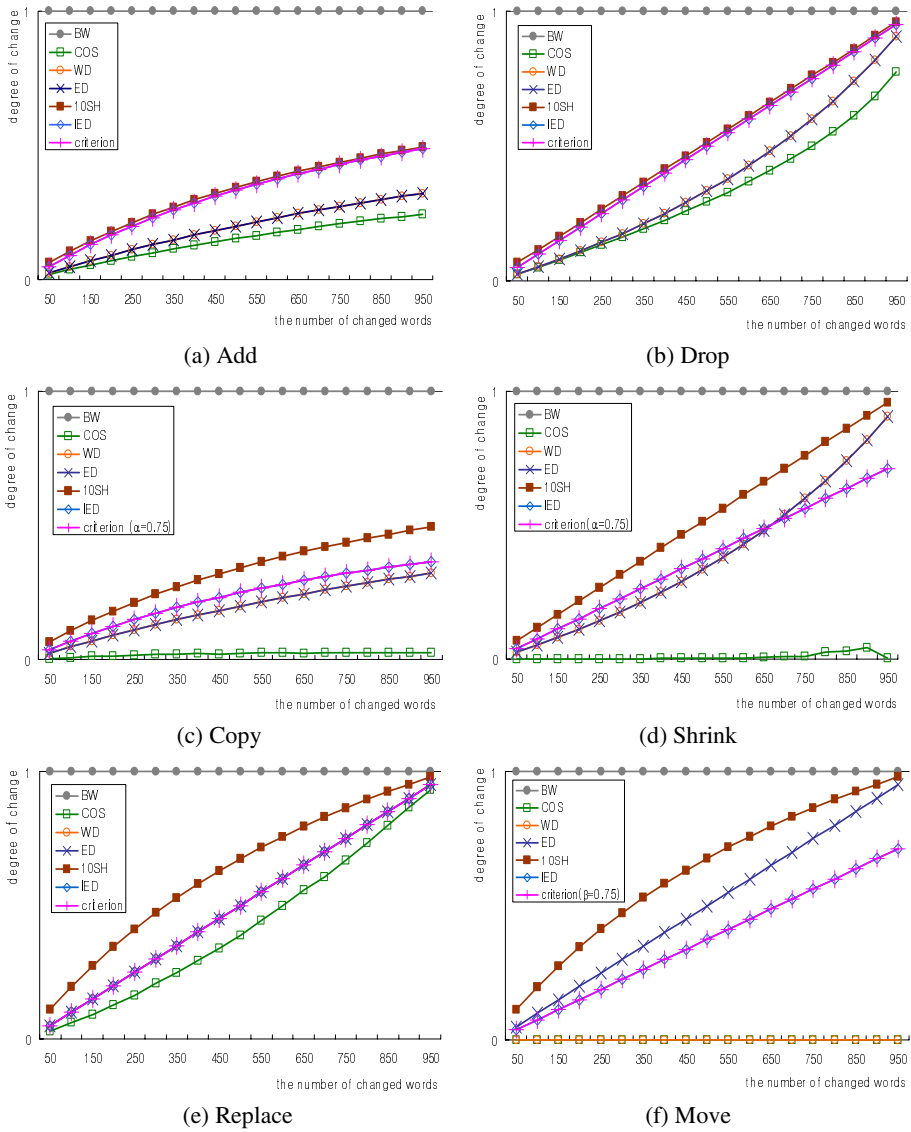 degree of change
1
BW
COS
WD
ED
10SH
IED
criterion
0
50 150 250 350 450 550 650 750 850 950
the number of changed words
(a) Add
degree of change
1
BW
COS
WD
ED
10SH
IED
criterion
0
50 150 250 350 450 550 650 750 850 950
the number of changed words
(b) Drop
degree of change
1
BW
COS
WD
ED
10SH
IED
criterion (α=0.75)
0
50 150 250 350 450 550 650 750 850 950
the number of changed words
(c) Copy
degree of change
1
BW
COS
WD
ED
10SH
IED
criterion(α=0.75)
0
50 150 250 350 450 550 650 750 850 950
the number of changed words
(d) Shrink
degree of change
1
BW
COS
WD
ED
10SH
IED
criterion
0
50 150 250 350 450 550 650 750 850 950
the number of changed words
(e) Replace
degree of change
1
BW
COS
WD
ED
10SH
IED
criterion(β=0.75)
0
50 150 250 350 450 550 650 750 850 950
the number of changed words
(f) Move